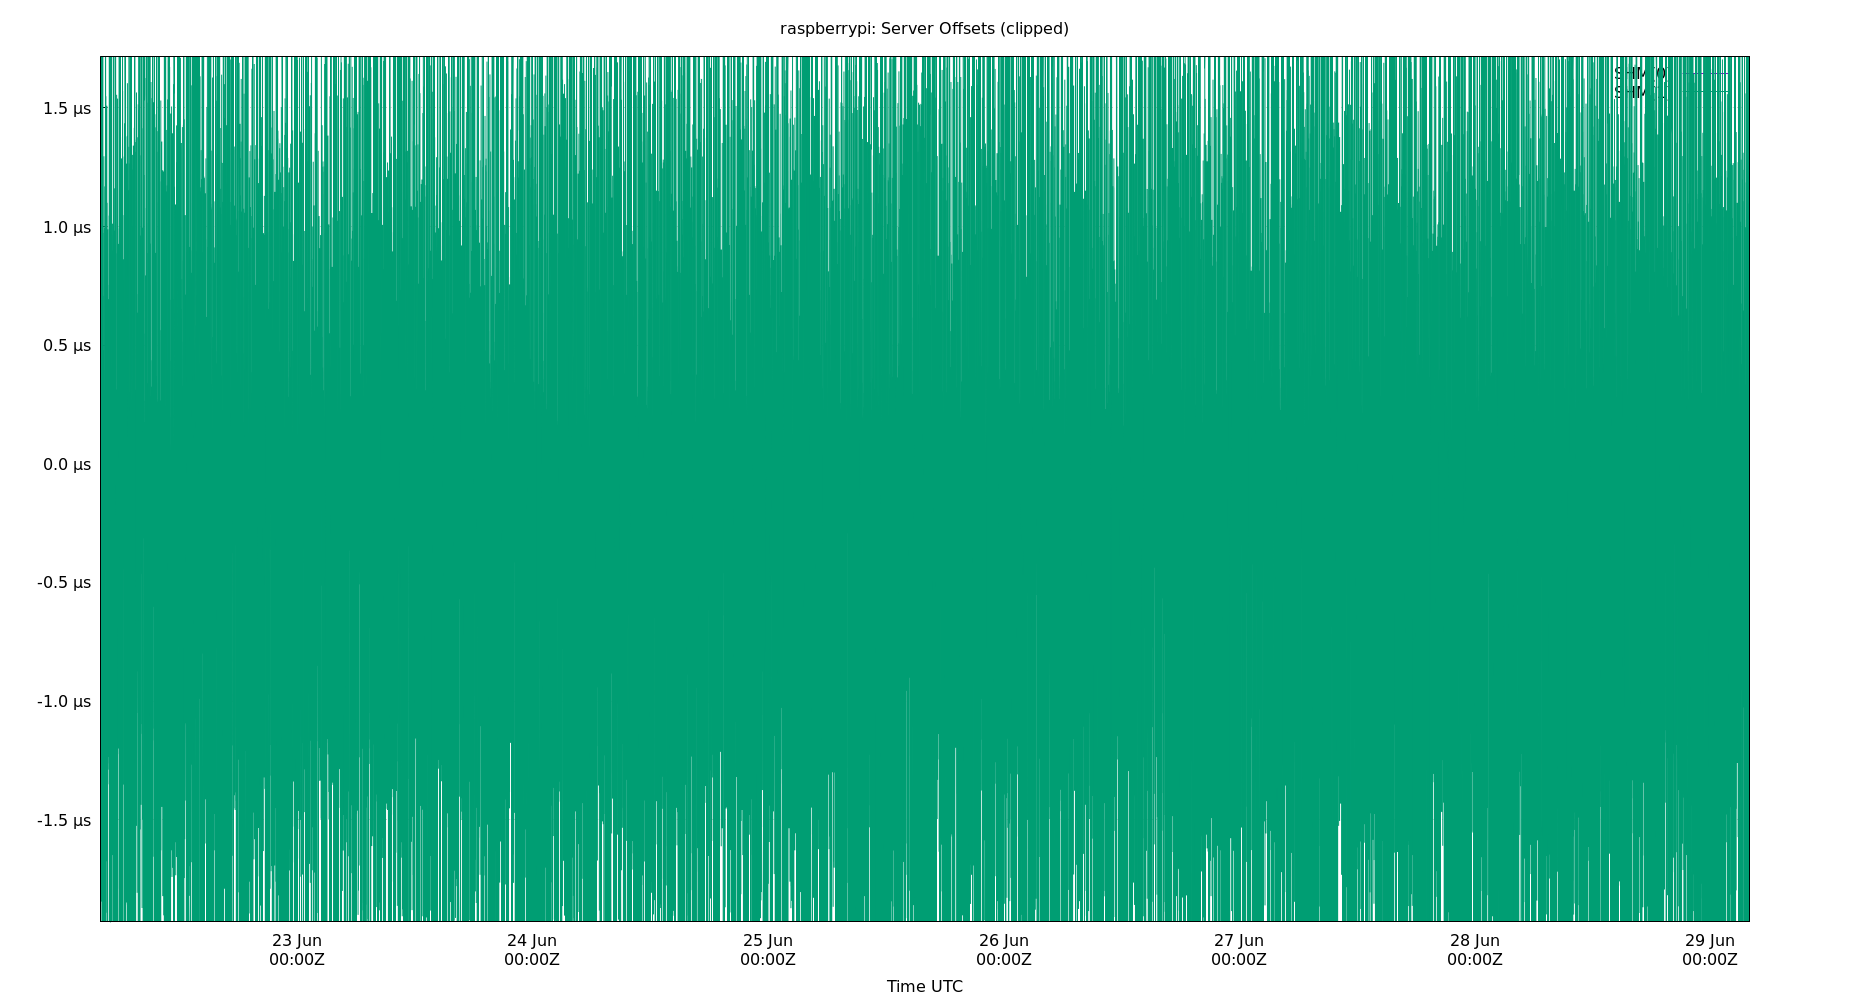 raspberrypi: Server Offsets (clipped)
1.5 µs
1.0 µs
0.5 µs
0.0 µs
-0.5 µs
-1.0 µs
-1.5 µs
23 Jun 24 Jun 25 Jun 26 Jun 27 Jun 28 Jun 29 Jun
00:00Z 00:00Z 00:00Z 00:00Z 00:00Z 00:00Z 00:00Z
Time UTC